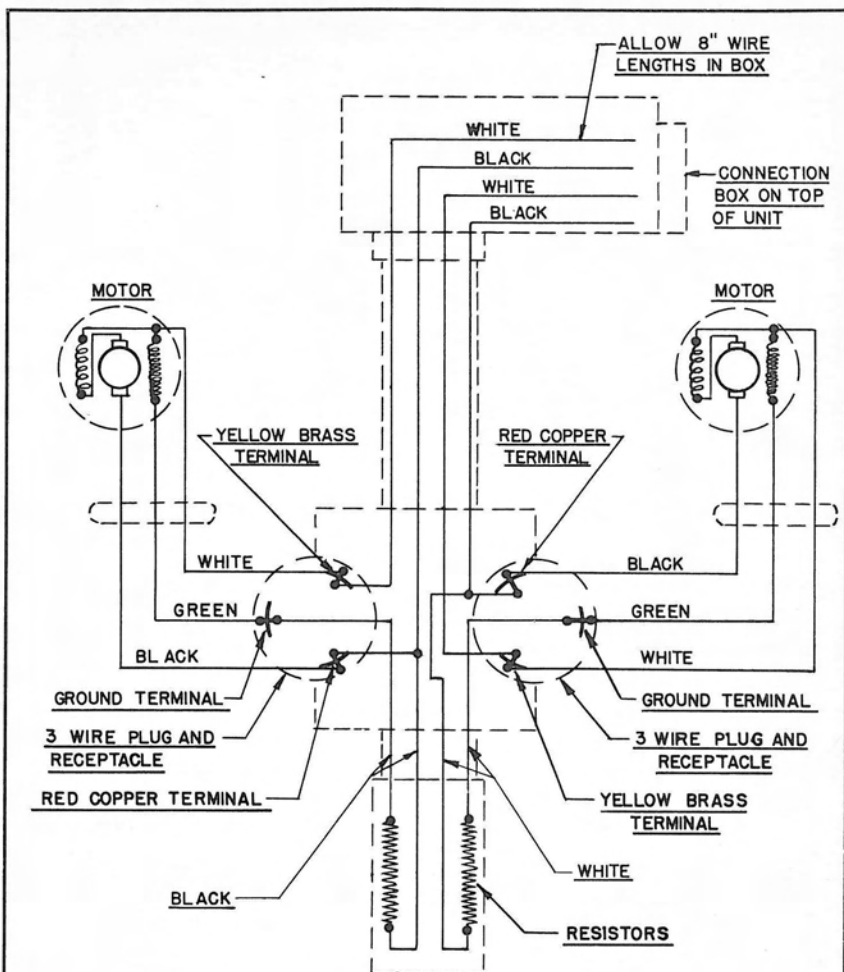 ALLOW 8" WIRE
LENGTHS IN BOX
WHITE
BLACK
WHITE
BLACK
CONNECTION
BOX ON TOP
OF UNIT
MOTOR
MOTOR
YELLOW BRASS
TERMINAL
RED COPPER
TERMINAL
WHITE
BLACK
GREEN
GREEN
BLACK
WHITE
GROUND TERMINAL
GROUND TERMINAL
3 WIRE PLUG AND
RECEPTACLE
3 WIRE PLUG AND
RECEPTACLE
RED COPPER TERMINAL
YELLOW BRASS
TERMINAL
BLACK
WHITE
RESISTORS